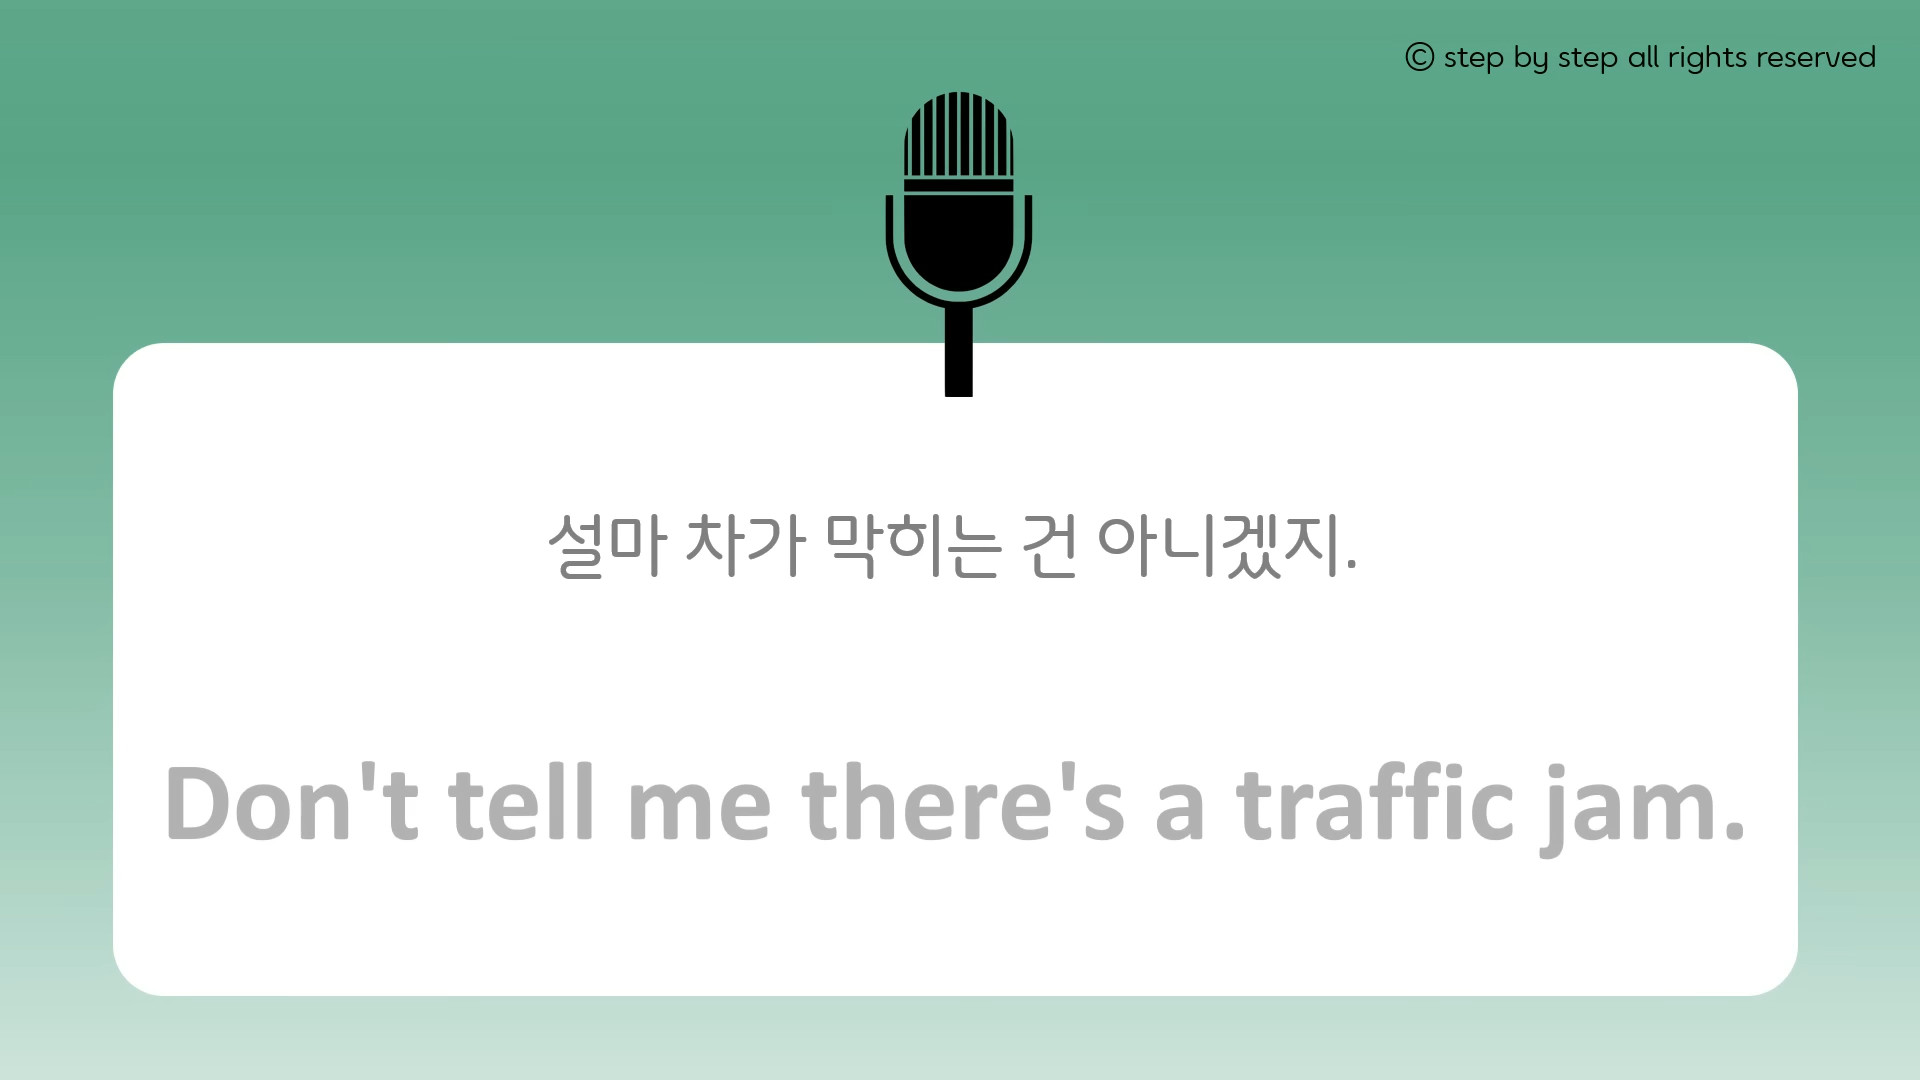 © step by step all rights reserved
설마 차가 막히는 건 아니겠지.
Don't tell me there's a traffic jam.